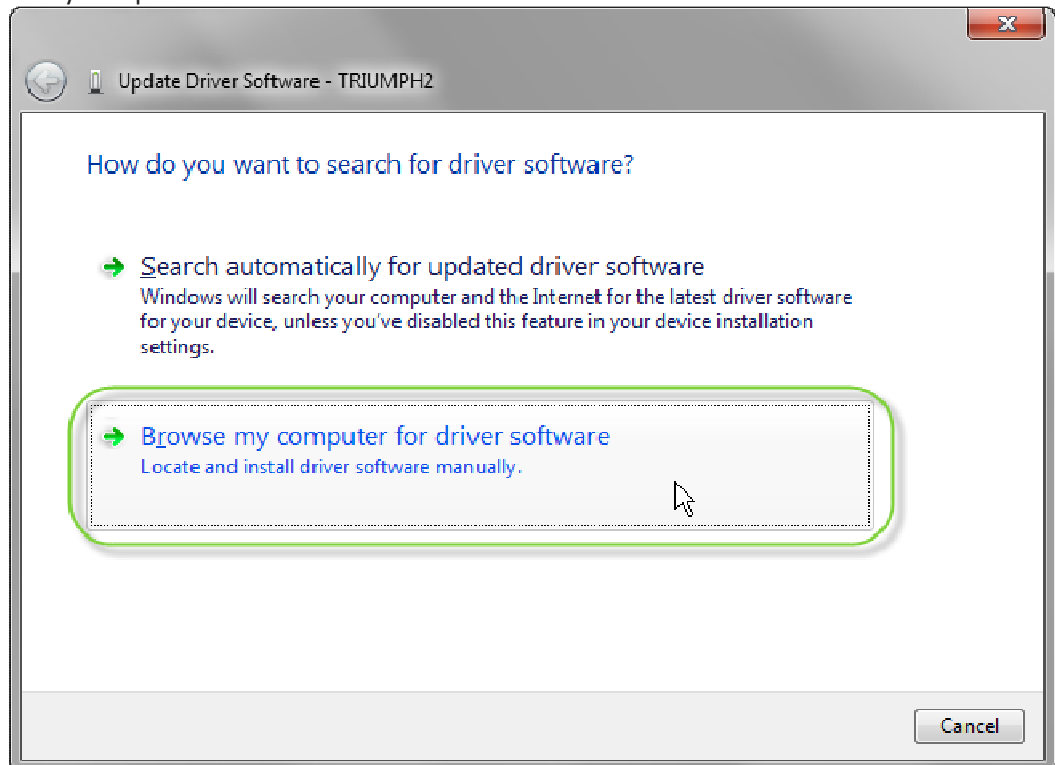 Update Driver Software - TRIUMPH2
How do you want to search for driver software?
Search automatically for updated driver software
Windows will search your computer and the Internet for the latest driver software
for your device, unless you've disabled this feature in your device installation
settings.
Browse my computer for driver software
Locate and install driver software manually.
Cancel